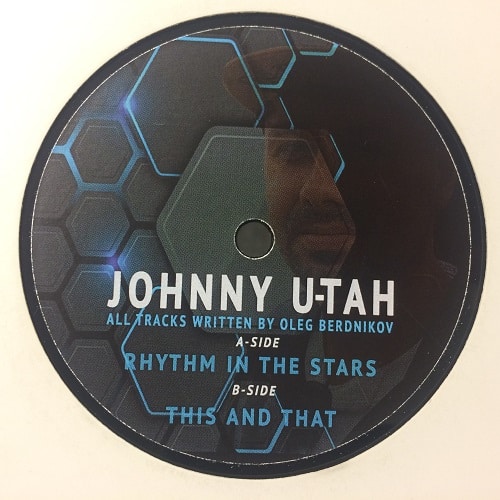 JOHNNY U-TAH
ALL TRACKS WRITTEN BY OLEG BERDNIKOV
A-SIDE
RHYTHM IN THE STARS
B-SIDE
THIS AND THAT